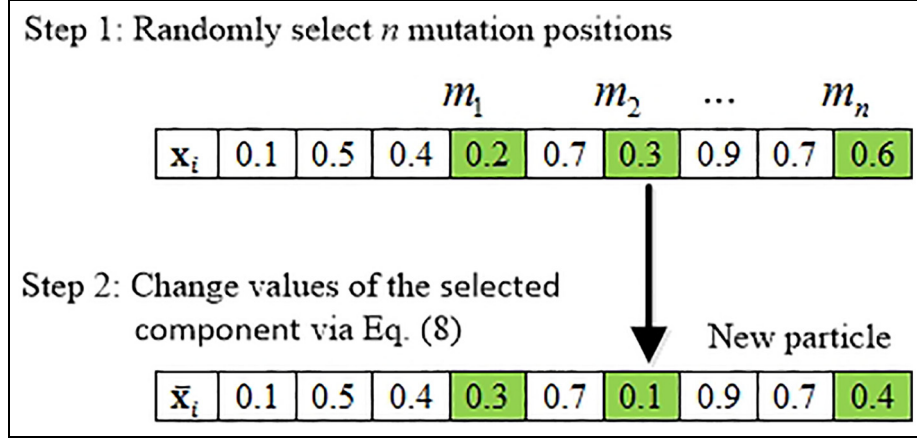 Step 1: Randomly select n mutation positions
m₁ m₂ ... mₙ
xᵢ 0.1 0.5 0.4 0.2 0.7 0.3 0.9 0.7 0.6
Step 2: Change values of the selected
component via Eq. (8)
New particle
x̄ᵢ 0.1 0.5 0.4 0.3 0.7 0.1 0.9 0.7 0.4